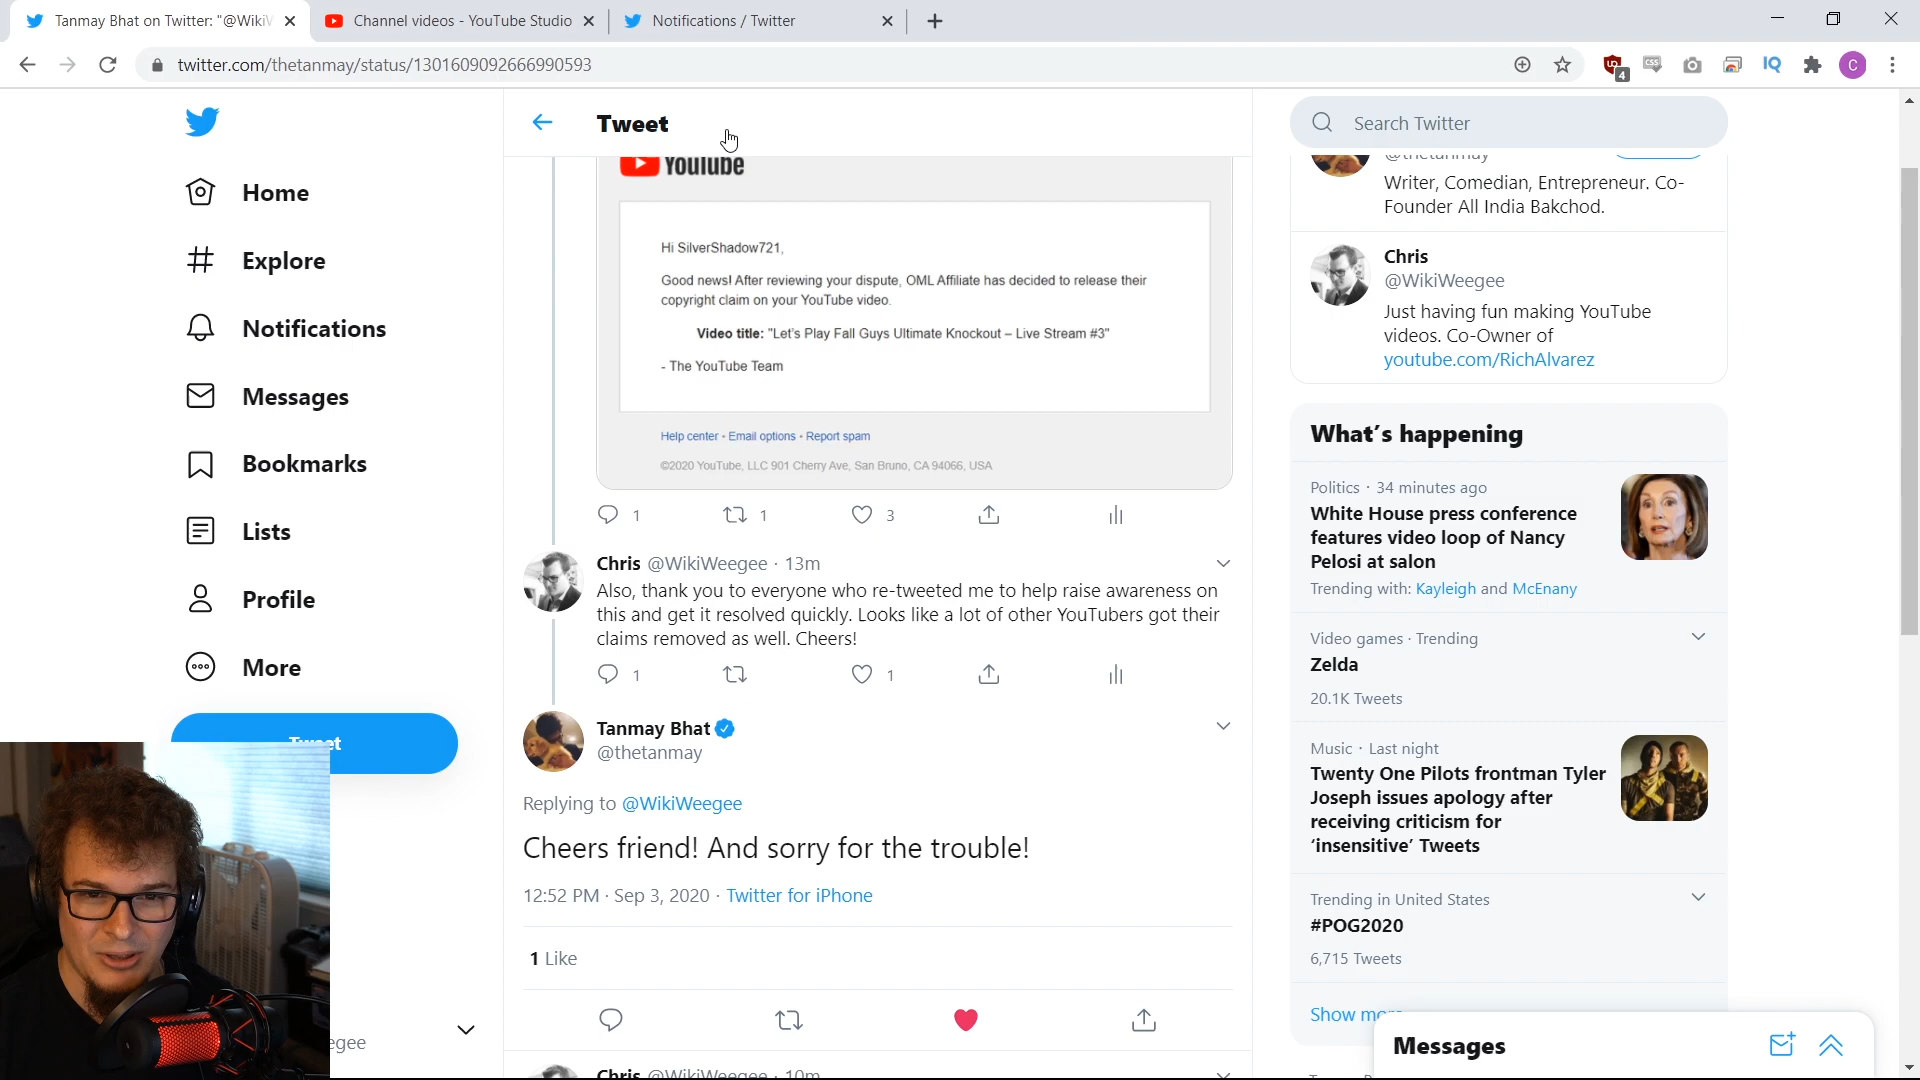 Tanmay Bhat on Twitter: "@Wiki
Channel videos - YouTube Studio
Notifications / Twitter
twitter.com/thetanmay/status/1301609092666990593
4
CSS
IQ
C
Home
Explore
Notifications
Messages
Bookmarks
Lists
Profile
More
Tweet
YouTube
Hi SilverShadow721,
Good news! After reviewing your dispute, OML Affiliate has decided to release their
copyright claim on your YouTube video.
Video title: "Let's Play Fall Guys Ultimate Knockout – Live Stream #3"
- The YouTube Team
Help center • Email options • Report spam
©2020 YouTube, LLC 901 Cherry Ave, San Bruno, CA 94066, USA
1 1 3
Chris @WikiWeegee · 13m
Also, thank you to everyone who re-tweeted me to help raise awareness on
this and get it resolved quickly. Looks like a lot of other YouTubers got their
claims removed as well. Cheers!
1 1
Tanmay Bhat
@thetanmay
Replying to @WikiWeegee
Cheers friend! And sorry for the trouble!
12:52 PM · Sep 3, 2020 · Twitter for iPhone
1 Like
Chris @WikiWeegee · 10m
egee
Search Twitter
@thetanmay
Writer, Comedian, Entrepreneur. Co-
Founder All India Bakchod.
Chris
@WikiWeegee
Just having fun making YouTube
videos. Co-Owner of
youtube.com/RichAlvarez
What's happening
Politics · 34 minutes ago
White House press conference
features video loop of Nancy
Pelosi at salon
Trending with: Kayleigh and McEnany
Video games · Trending
Zelda
20.1K Tweets
Music · Last night
Twenty One Pilots frontman Tyler
Joseph issues apology after
receiving criticism for
'insensitive' Tweets
Trending in United States
#POG2020
6,715 Tweets
Show more
Messages